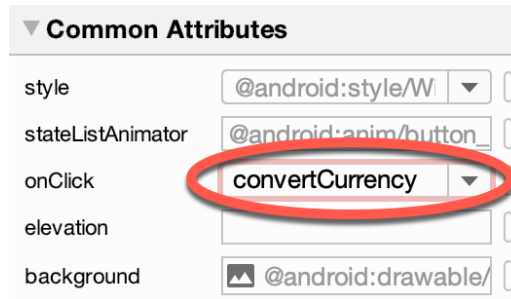 Common Attributes
style @android:style/Wi
stateListAnimator @android:anim/button_
onClick convertCurrency
elevation
background @android:drawable/